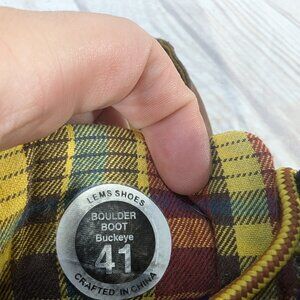 LEMS SHOES
BOULDER
BOOT
Buckeye
41
CRAFTED IN CHINA